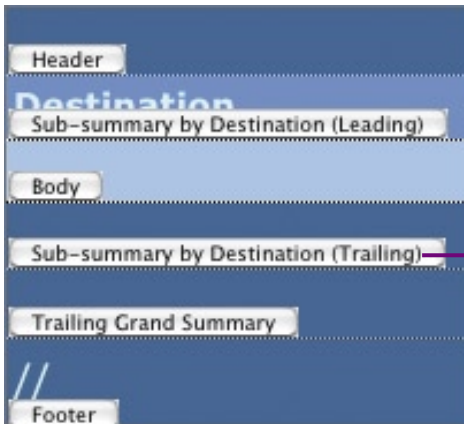 Header
Destination
Sub-summary by Destination (Leading)
Body
Sub-summary by Destination (Trailing)
Trailing Grand Summary
//
Footer